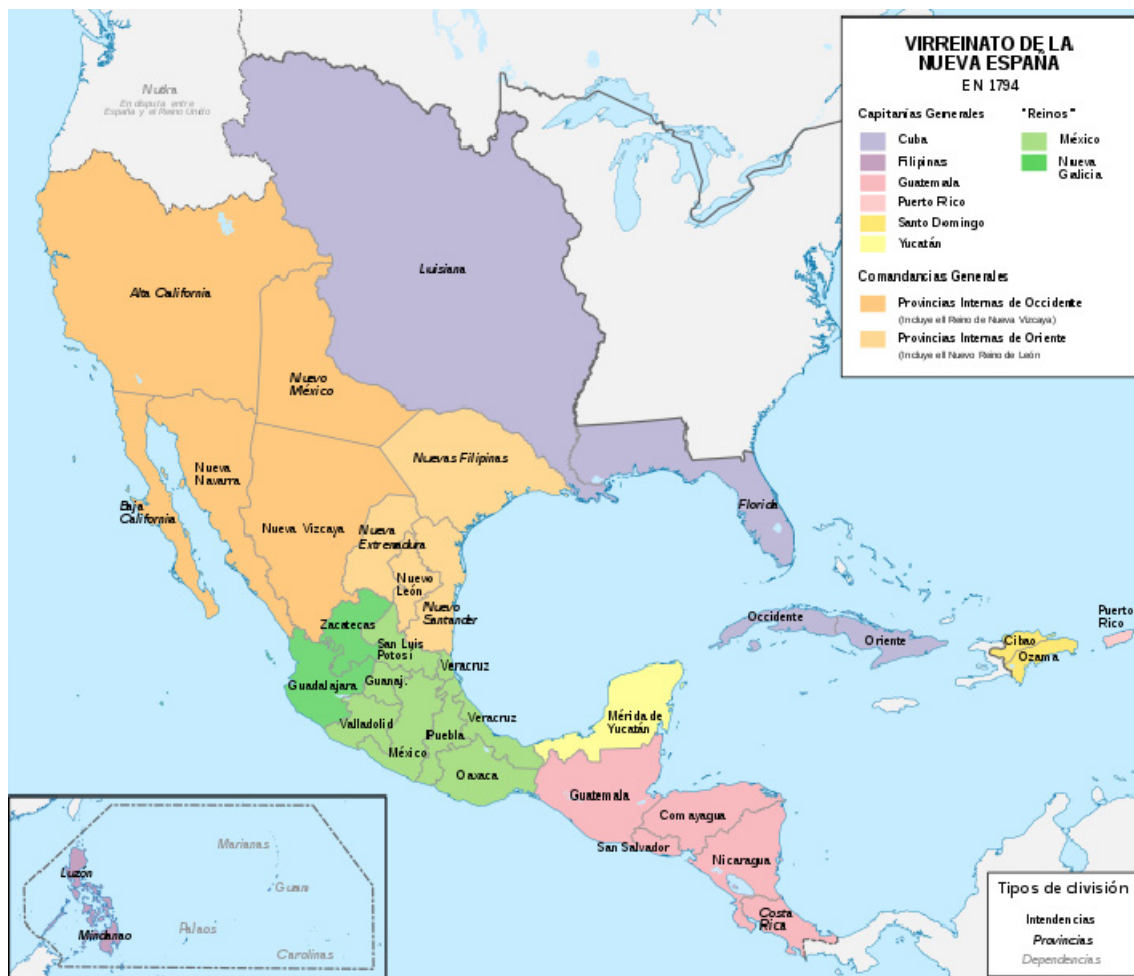 VIRREINATO DE LA
NUEVA ESPAÑA
EN 1794
Capitanías Generales
Cuba
Filipinas
Guatemala
Puerto Rico
Santo Domingo
Yucatán
"Reinos"
México
Nueva
Galicia
Comandancias Generales
Provincias Internas de Occidente
(Incluye ell Reino de Nueva Vizcaya)
Provincias Internas de Oriente
(Incluye ell Nuevo Reino de León
Nutka
En disputa entre
España y el Reino Unido
Luisiana
Alta California
Nuevo
México
Nuevas Filipinas
Nueva
Navarra
Baja
California
Nueva Vizcaya
Nueva
Extremadura
Florida
Nuevo
León
Nuevo
Santander
Zacatecas
San Luis
Potosí
Veracruz
Guadalajara
Guanaj.
Valladolid
Veracruz
Puebla
México
Oaxaca
Mérida de
Yucatán
Occidente
Oriente
Cibao
Ozama
Puerto
Rico
Guatemala
Comayagua
San Salvador
Nicaragua
Costa
Rica
Luzón
Mindanao
Marianas
Guam
Palaos
Carolinas
Tipos de división
Intendencias
Provincias
Dependencias